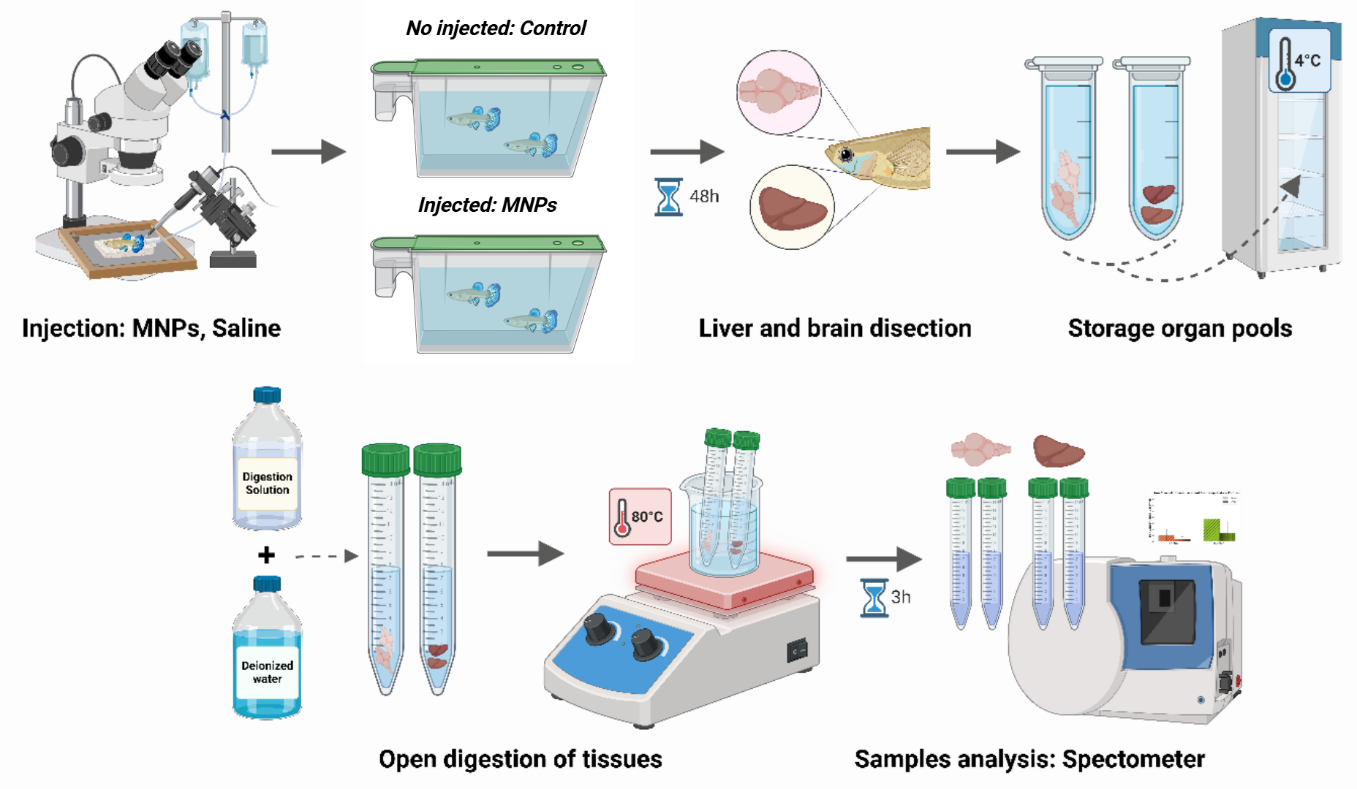 No injected: Control
Injected: MNPs
48h
4°C
Injection: MNPs, Saline
Liver and brain disection
Storage organ pools
Digestion
Solution
+
Deionized
water
80°C
3h
Open digestion of tissues
Samples analysis: Spectometer